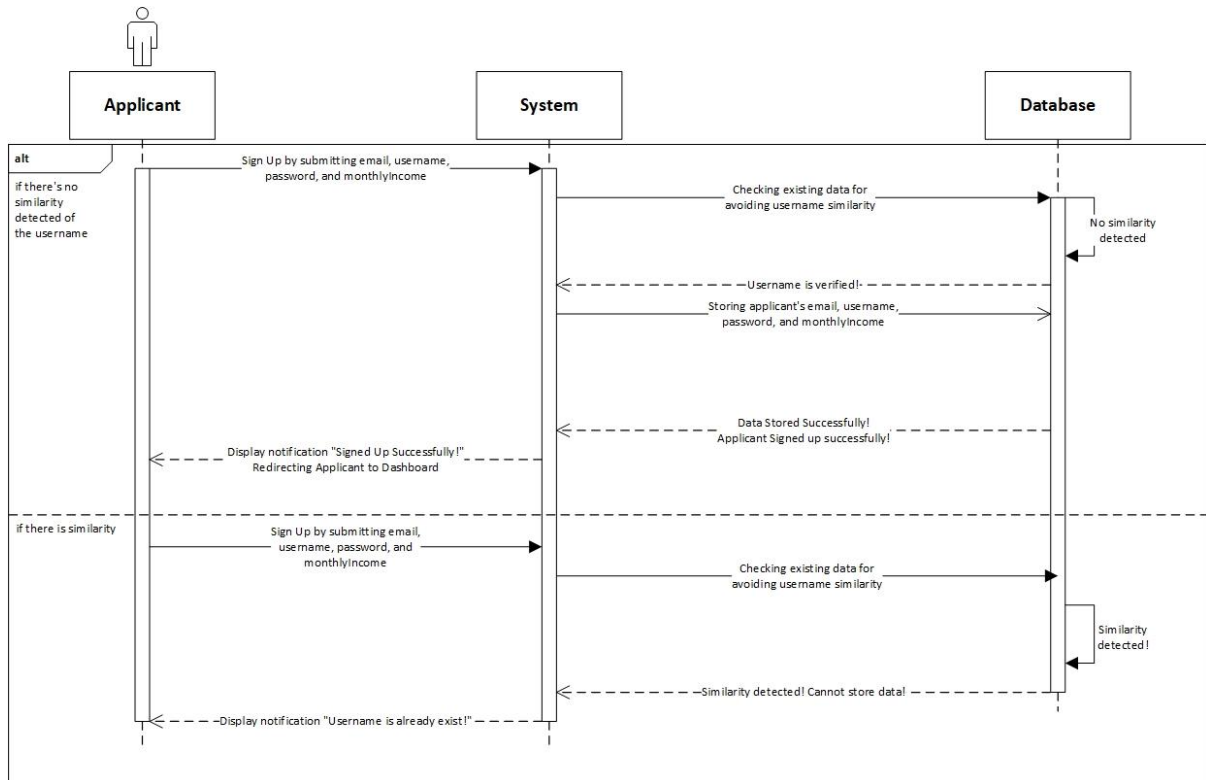 Applicant
System
Database
alt
if there's no
similarity
detected of
the username
Sign Up by submitting email, username,
password, and monthlyIncome
Checking existing data for
avoiding username similarity
No similarity
detected
Username is verified!
Storing applicant's email, username,
password, and monthlyIncome
Data Stored Successfully!
Applicant Signed up successfully!
Display notification "Signed Up Successfully!"
Redirecting Applicant to Dashboard
if there is similarity
Sign Up by submitting email,
username, password, and
monthlyIncome
Checking existing data for
avoiding username similarity
Similarity
detected!
Similarity detected! Cannot store data!
Display notification "Username is already exist!"